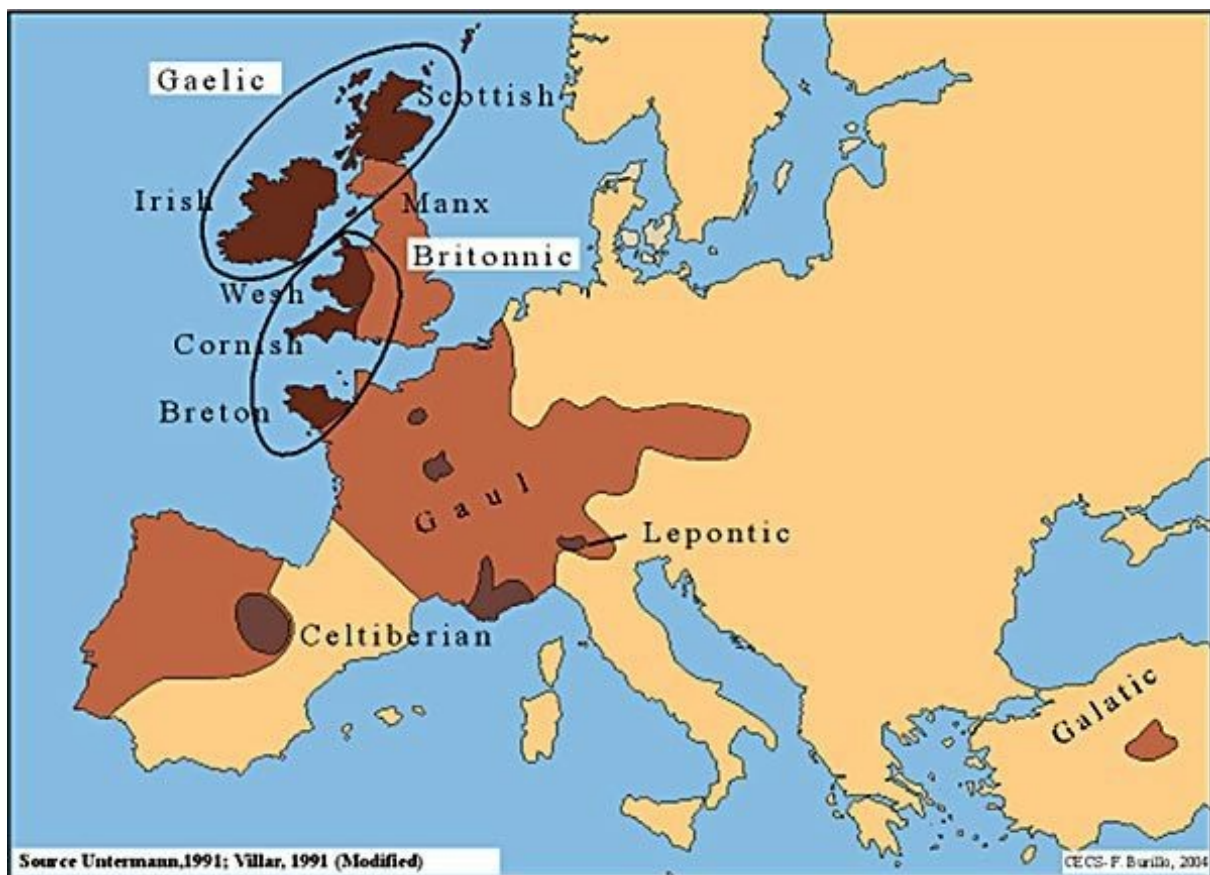 Gaelic
Scottish
Irish
Manx
Britonnic
Wesh
Cornish
Breton
Gaul
Lepontic
Celtiberian
Galatic
Source Untermann,1991; Villar, 1991 (Modified)
CECS- F. Burillo, 2004